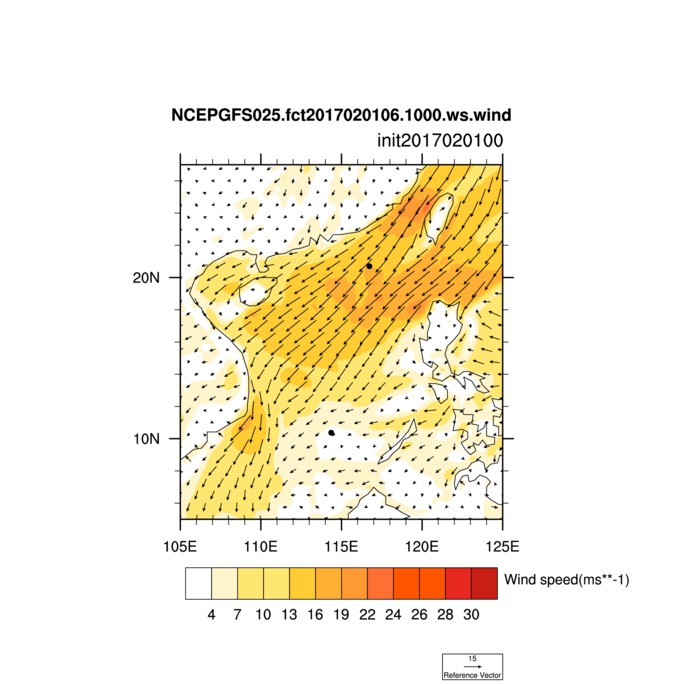 NCEPGFS025.fct2017020106.1000.ws.wind
init2017020100
20N
10N
105E 110E 115E 120E 125E
Wind speed(ms**-1)
4 7 10 13 16 19 22 24 26 28 30
15
Reference Vector